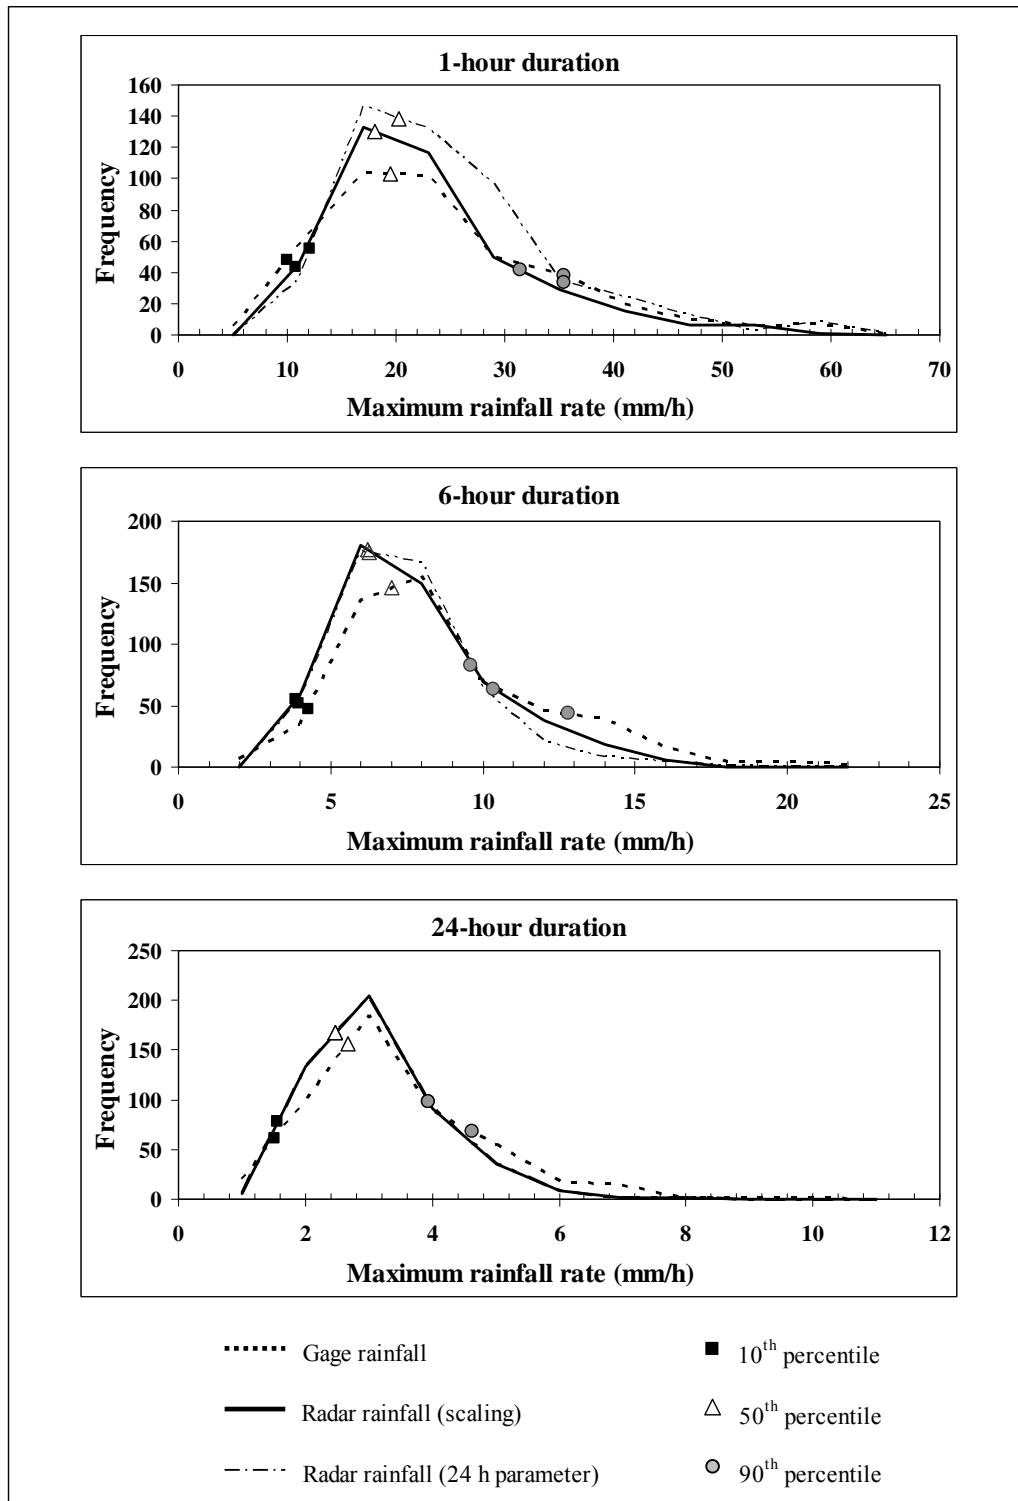 1-hour duration
160
140
120
100
80
60
40
20
0
Frequency
0 10 20 30 40 50 60 70
Maximum rainfall rate (mm/h)
6-hour duration
200
150
100
50
0
Frequency
0 5 10 15 20 25
Maximum rainfall rate (mm/h)
24-hour duration
250
200
150
100
50
0
Frequency
0 2 4 6 8 10 12
Maximum rainfall rate (mm/h)
Gage rainfall
10th percentile
Radar rainfall (scaling)
50th percentile
Radar rainfall (24 h parameter)
90th percentile